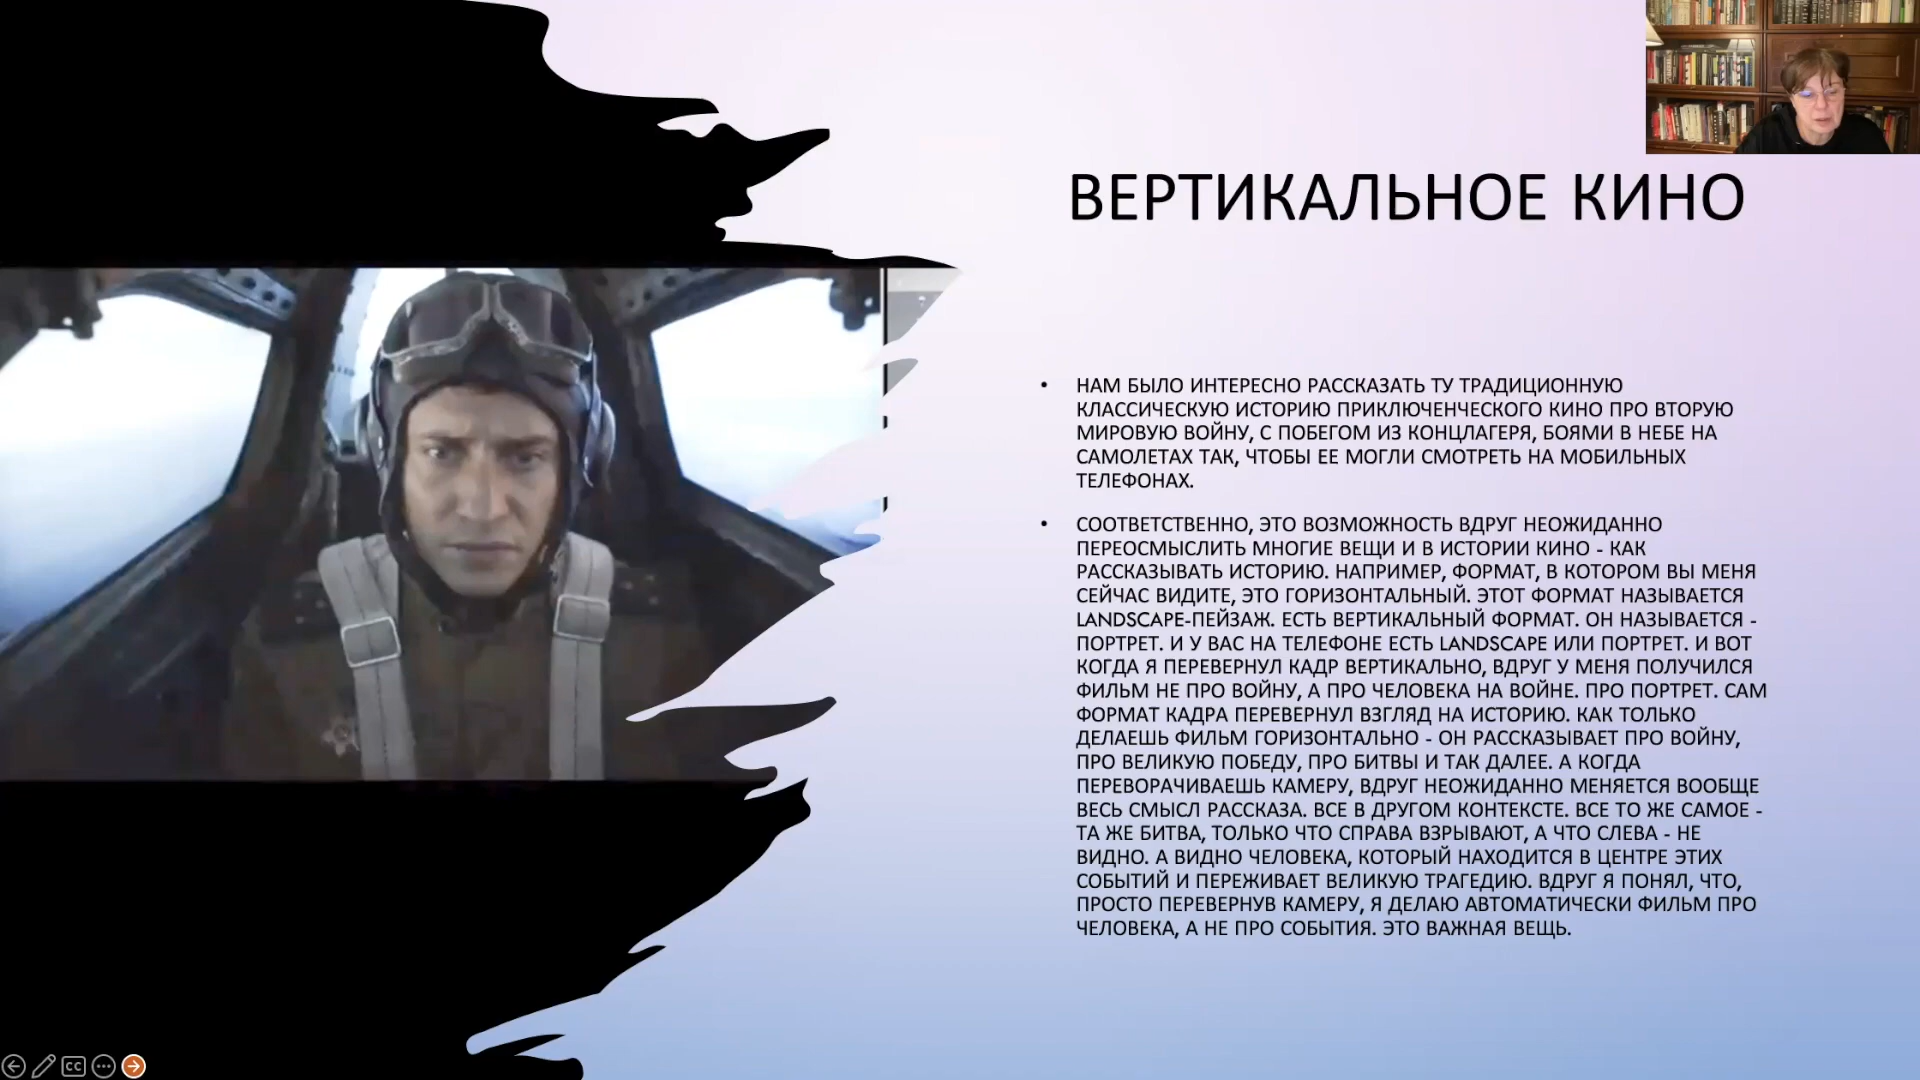 ВЕРТИКАЛЬНОЕ КИНО
• НАМ БЫЛО ИНТЕРЕСНО РАССКАЗАТЬ ТУ ТРАДИЦИОННУЮ
КЛАССИЧЕСКУЮ ИСТОРИЮ ПРИКЛЮЧЕНЧЕСКОГО КИНО ПРО ВТОРУЮ
МИРОВУЮ ВОЙНУ, С ПОБЕГОМ ИЗ КОНЦЛАГЕРЯ, БОЯМИ В НЕБЕ НА
САМОЛЕТАХ ТАК, ЧТОБЫ ЕЕ МОГЛИ СМОТРЕТЬ НА МОБИЛЬНЫХ
ТЕЛЕФОНАХ.
• СООТВЕТСТВЕННО, ЭТО ВОЗМОЖНОСТЬ ВДРУГ НЕОЖИДАННО
ПЕРЕОСМЫСЛИТЬ МНОГИЕ ВЕЩИ И В ИСТОРИИ КИНО - КАК
РАССКАЗЫВАТЬ ИСТОРИЮ. НАПРИМЕР, ФОРМАТ, В КОТОРОМ ВЫ МЕНЯ
СЕЙЧАС ВИДИТЕ, ЭТО ГОРИЗОНТАЛЬНЫЙ. ЭТОТ ФОРМАТ НАЗЫВАЕТСЯ
LANDSCAPE-ПЕЙЗАЖ. ЕСТЬ ВЕРТИКАЛЬНЫЙ ФОРМАТ. ОН НАЗЫВАЕТСЯ -
ПОРТРЕТ. И У ВАС НА ТЕЛЕФОНЕ ЕСТЬ LANDSCAPE ИЛИ ПОРТРЕТ. И ВОТ
КОГДА Я ПЕРЕВЕРНУЛ КАДР ВЕРТИКАЛЬНО, ВДРУГ У МЕНЯ ПОЛУЧИЛСЯ
ФИЛЬМ НЕ ПРО ВОЙНУ, А ПРО ЧЕЛОВЕКА НА ВОЙНЕ. ПРО ПОРТРЕТ. САМ
ФОРМАТ КАДРА ПЕРЕВЕРНУЛ ВЗГЛЯД НА ИСТОРИЮ. КАК ТОЛЬКО
ДЕЛАЕШЬ ФИЛЬМ ГОРИЗОНТАЛЬНО - ОН РАССКАЗЫВАЕТ ПРО ВОЙНУ,
ПРО ВЕЛИКУЮ ПОБЕДУ, ПРО БИТВЫ И ТАК ДАЛЕЕ. А КОГДА
ПЕРЕВОРАЧИВАЕШЬ КАМЕРУ, ВДРУГ НЕОЖИДАННО МЕНЯЕТСЯ ВООБЩЕ
ВЕСЬ СМЫСЛ РАССКАЗА. ВСЕ В ДРУГОМ КОНТЕКСТЕ. ВСЕ ТО ЖЕ САМОЕ -
ТА ЖЕ БИТВА, ТОЛЬКО ЧТО СПРАВА ВЗРЫВАЮТ, А ЧТО СЛЕВА - НЕ
ВИДНО. А ВИДНО ЧЕЛОВЕКА, КОТОРЫЙ НАХОДИТСЯ В ЦЕНТРЕ ЭТИХ
СОБЫТИЙ И ПЕРЕЖИВАЕТ ВЕЛИКУЮ ТРАГЕДИЮ. ВДРУГ Я ПОНЯЛ, ЧТО,
ПРОСТО ПЕРЕВЕРНУВ КАМЕРУ, Я ДЕЛАЮ АВТОМАТИЧЕСКИ ФИЛЬМ ПРО
ЧЕЛОВЕКА, А НЕ ПРО СОБЫТИЯ. ЭТО ВАЖНАЯ ВЕЩЬ.
CC